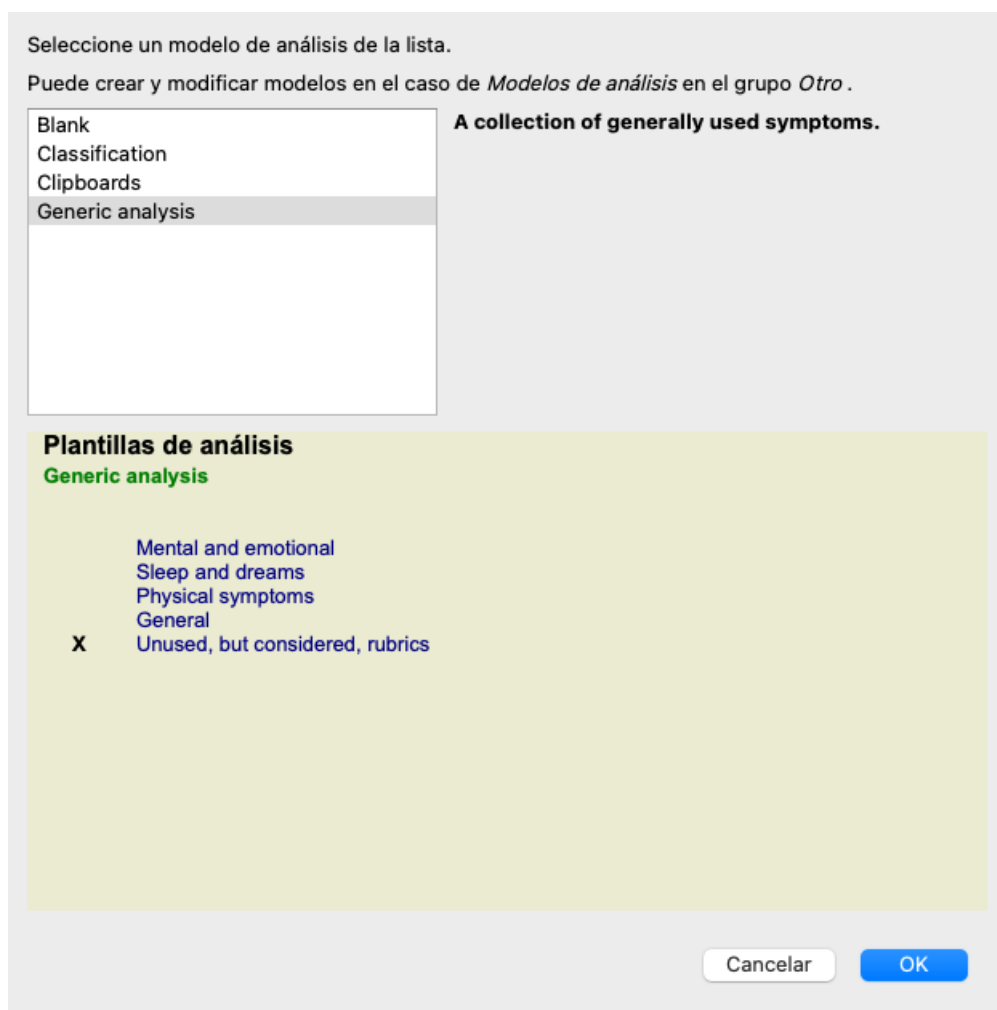 Seleccione un modelo de análisis de la lista.
Puede crear y modificar modelos en el caso de Modelos de análisis en el grupo Otro .
Blank
Classification
Clipboards
Generic analysis
A collection of generally used symptoms.
Plantillas de análisis
Generic analysis
Mental and emotional
Sleep and dreams
Physical symptoms
General
X Unused, but considered, rubrics
Cancelar OK